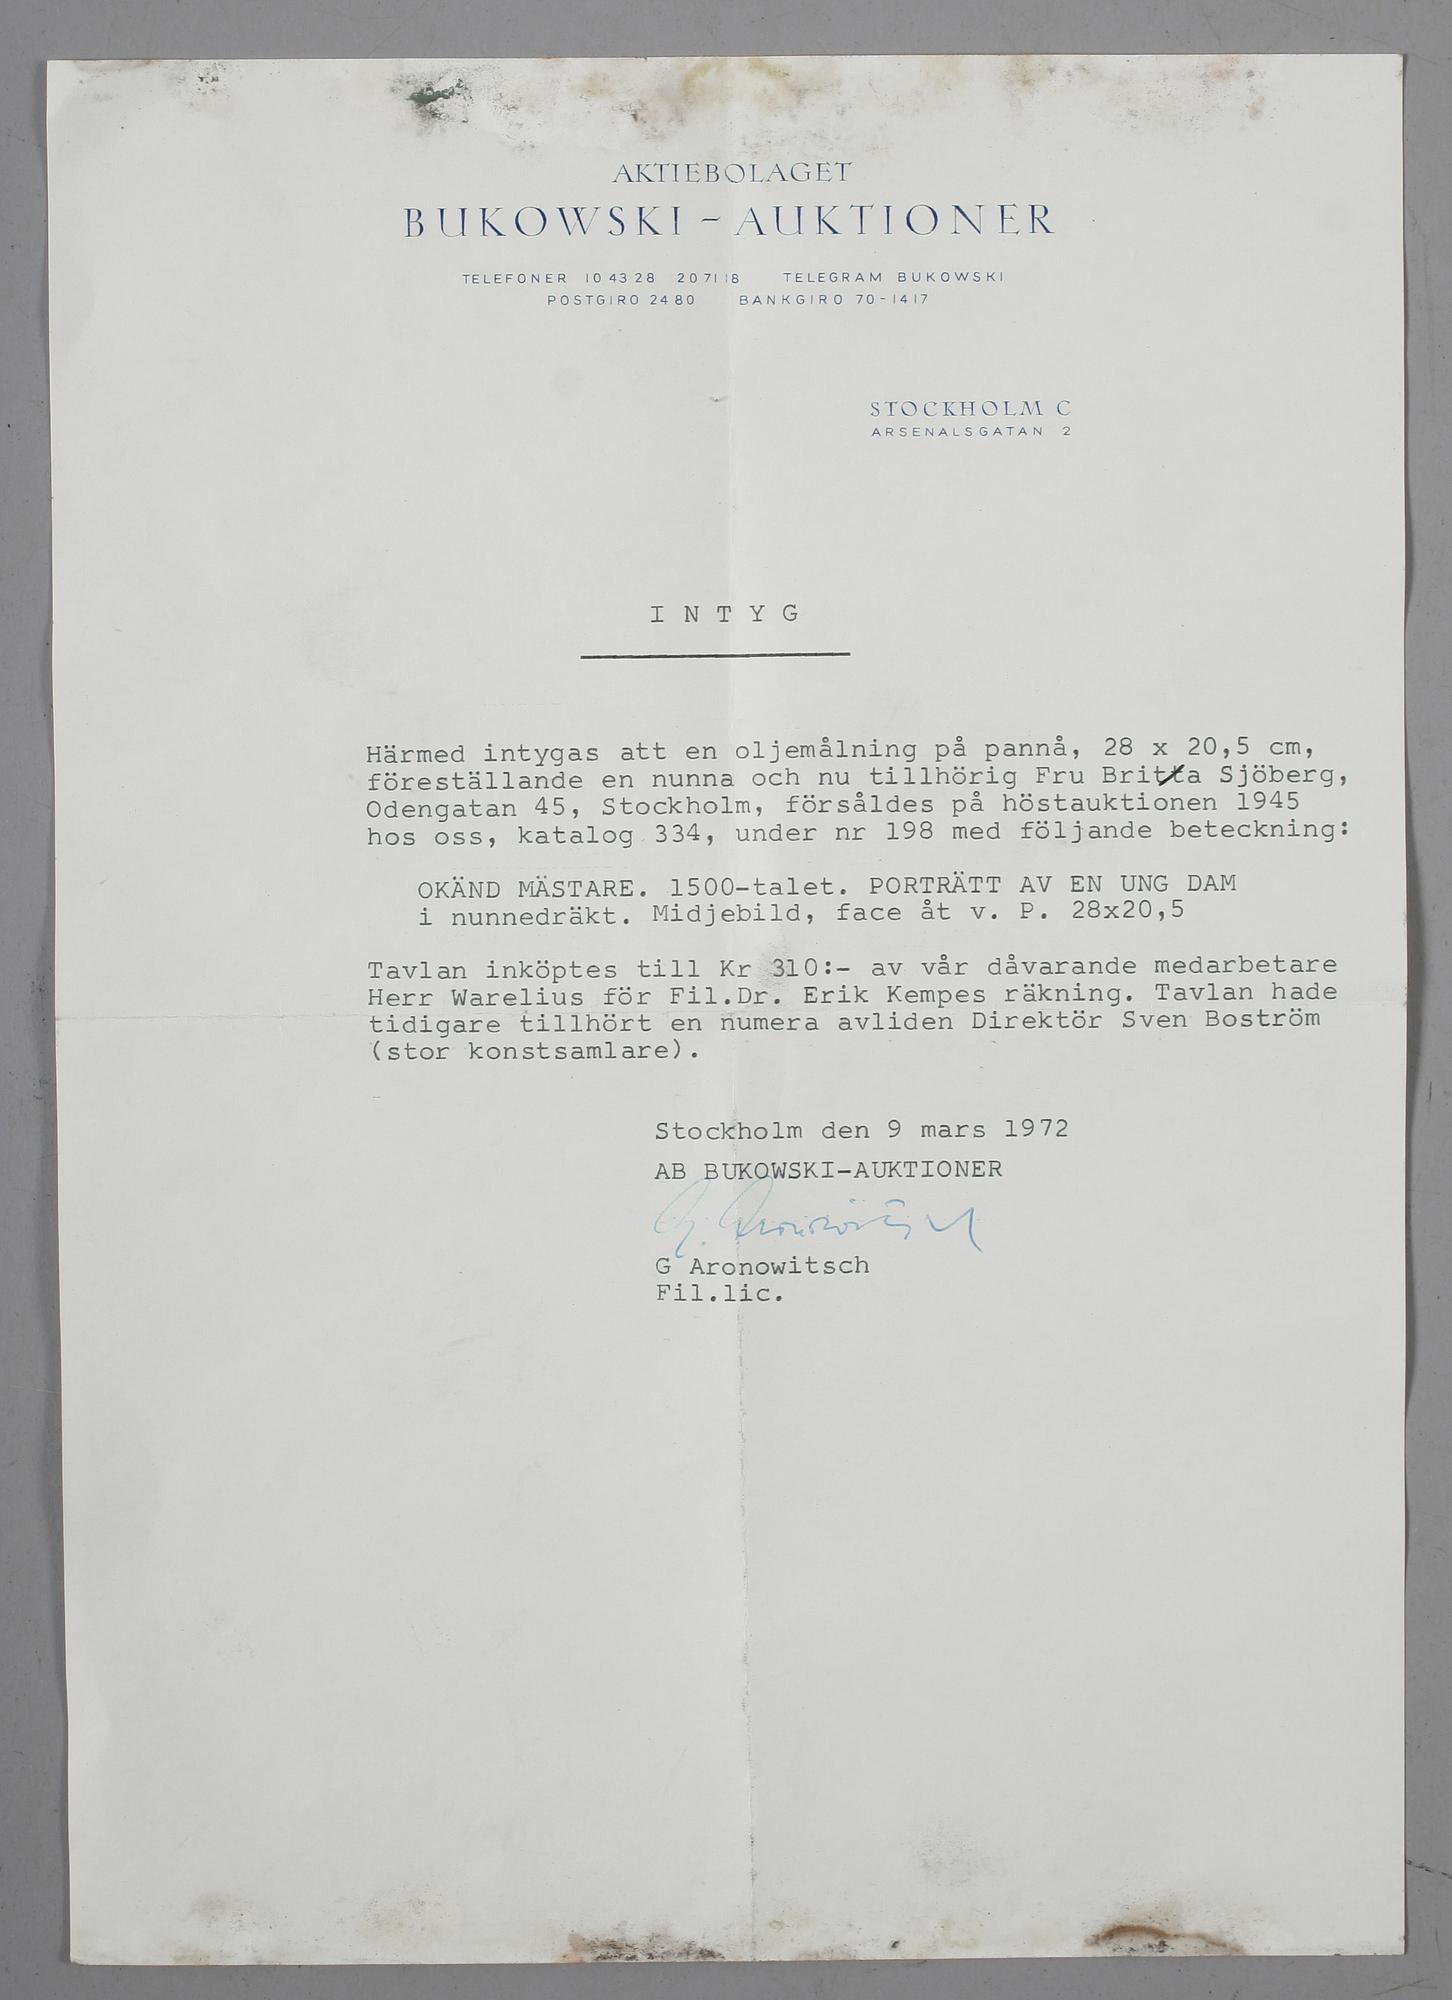 AKTIEBOLAGET
BUKOWSKI - AUKTIONER
TELEFONER 10 43 28 20 71 18 TELEGRAM BUKOWSKI
POSTGIRO 24 80 BANKGIRO 70-1417
STOCKHOLM C
ARSENALSGATAN 2
I N T Y G
Härmed intygas att en oljemålning på pannå, 28 x 20,5 cm,
föreställande en nunna och nu tillhörig Fru Britta Sjöberg,
Odengatan 45, Stockholm, försåldes på höstauktionen 1945
hos oss, katalog 334, under nr 198 med följande beteckning:
OKÄND MÄSTARE. 1500-talet. PORTRÄTT AV EN UNG DAM
i nunnedräkt. Midjebild, face åt v. P. 28x20,5
Tavlan inköptes till Kr 310:- av vår dåvarande medarbetare
Herr Warelius för Fil.Dr. Erik Kempes räkning. Tavlan hade
tidigare tillhört en numera avliden Direktör Sven Boström
(stor konstsamlare).
Stockholm den 9 mars 1972
AB BUKOWSKI-AUKTIONER
G. Aronowitsch
G Aronowitsch
Fil.lic.